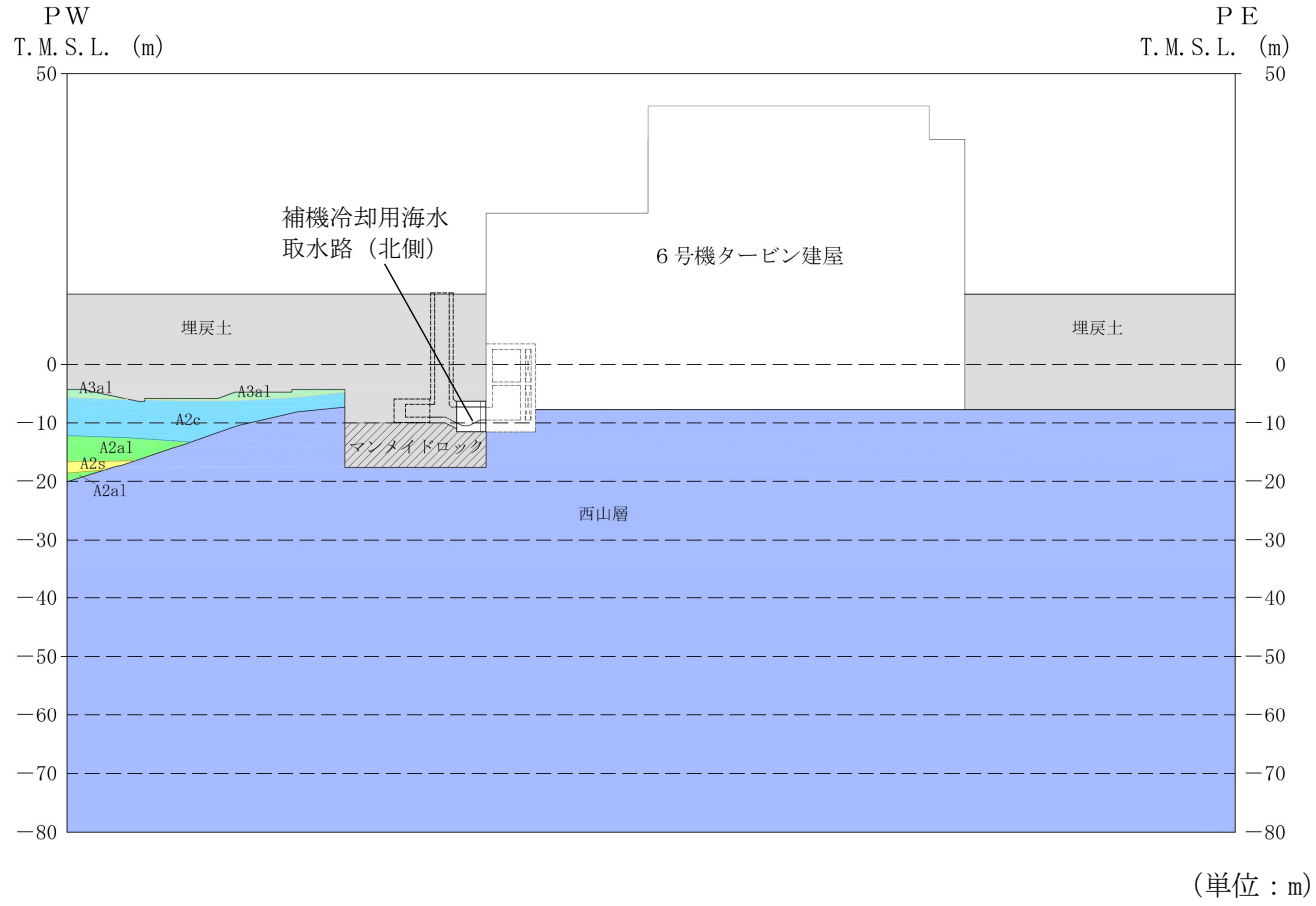 ＰＷ
T.M.S.L. (m)
ＰＥ
T.M.S.L. (m)
50
50
補機冷却用海水
取水路（北側）
６号機タービン建屋
埋戻土
埋戻土
0
0
A3al
A3al
A2c
－10
－10
A2al
マンメイドロック
A2s
－20
－20
A2al
西山層
－30
－30
－40
－40
－50
－50
－60
－60
－70
－70
－80
－80
（単位：m）